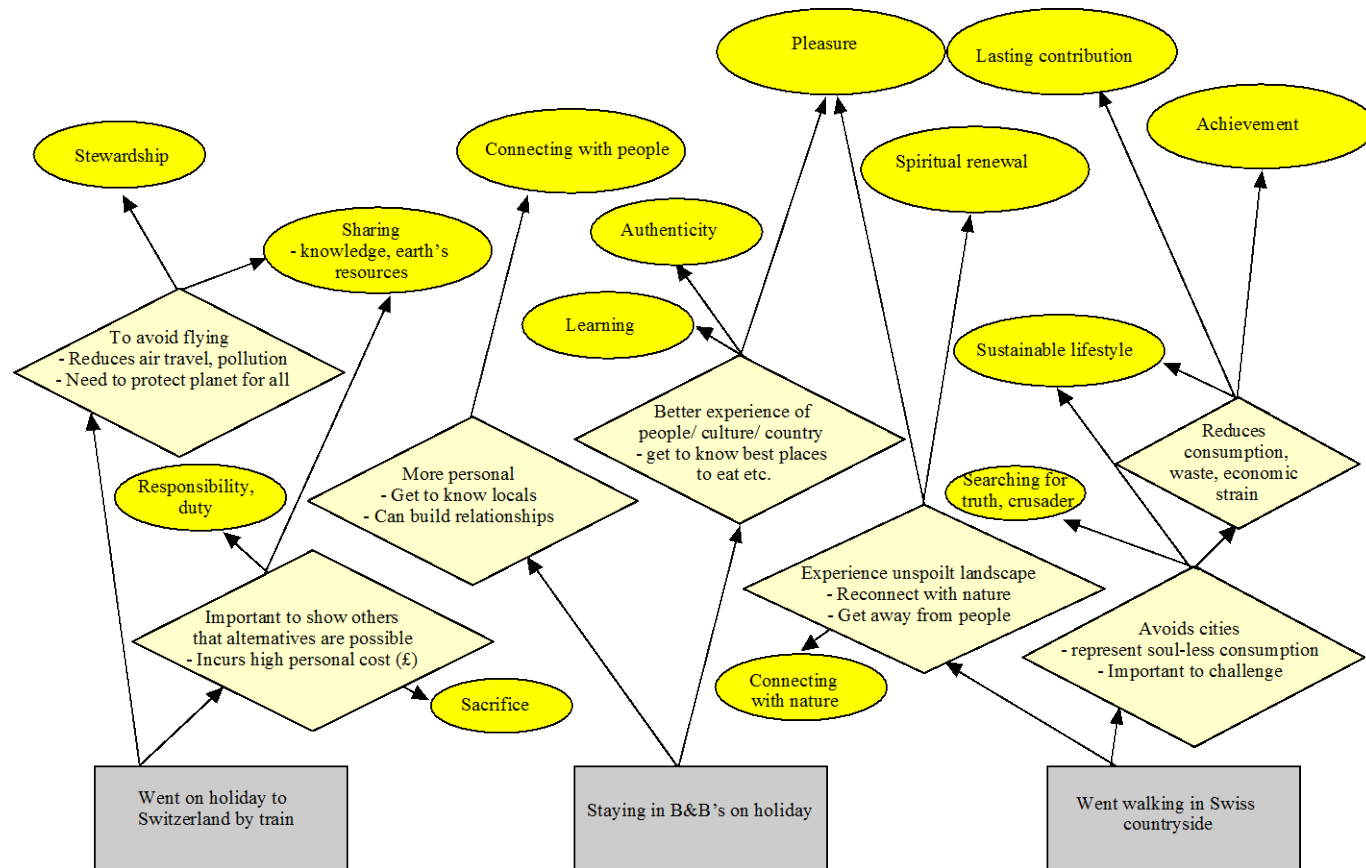 Pleasure
Lasting contribution
Achievement
Stewardship
Connecting with people
Spiritual renewal
Sharing
- knowledge, earth's
resources
Authenticity
Learning
Sustainable lifestyle
To avoid flying
- Reduces air travel, pollution
- Need to protect planet for all
Better experience of
people/ culture/ country
- get to know best places
to eat etc.
Reduces
consumption,
waste, economic
strain
More personal
- Get to know locals
- Can build relationships
Responsibility,
duty
Searching for
truth, crusader
Experience unspoilt landscape
- Reconnect with nature
- Get away from people
Important to show others
that alternatives are possible
- Incurs high personal cost (£)
Avoids cities
- represent soul-less consumption
- Important to challenge
Connecting
with nature
Sacrifice
Went on holiday to
Switzerland by train
Staying in B&B's on holiday
Went walking in Swiss
countryside